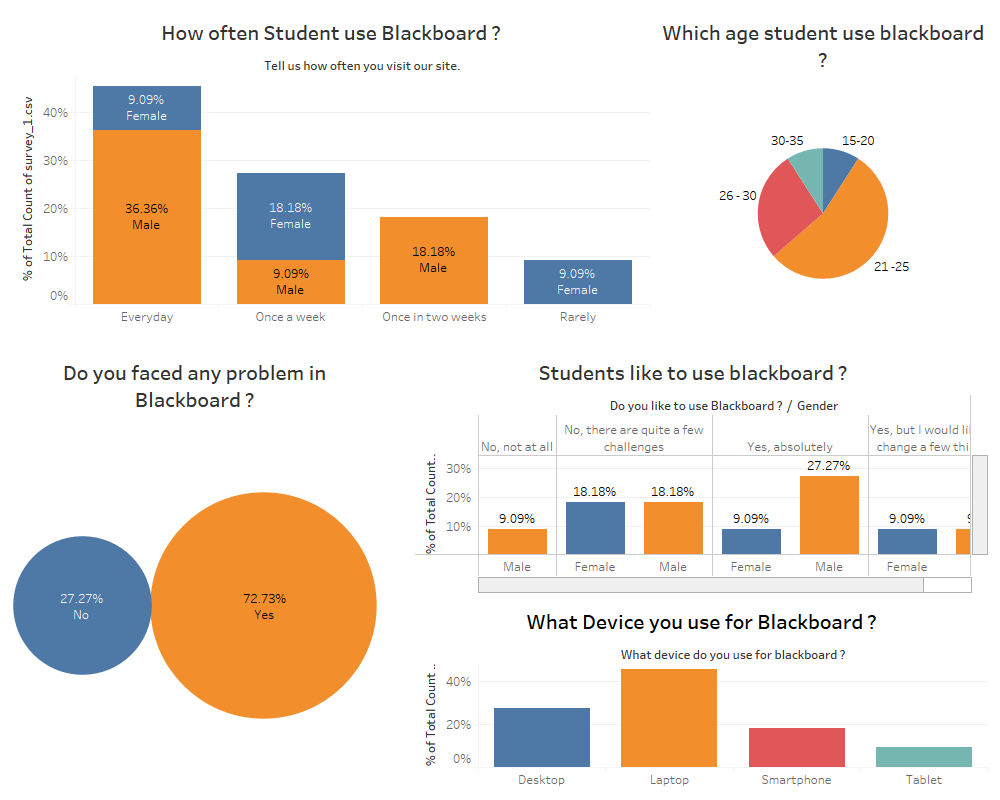 How often Student use Blackboard ?
Tell us how often you visit our site.
% of Total Count of survey_1.csv
40%
30%
20%
10%
0%
9.09%
Female
36.36%
Male
18.18%
Female
9.09%
Male
18.18%
Male
9.09%
Female
Everyday
Once a week
Once in two weeks
Rarely
Which age student use blackboard
?
30-35
15-20
26 - 30
21 -25
Do you faced any problem in
Blackboard ?
27.27%
No
72.73%
Yes
Students like to use blackboard ?
Do you like to use Blackboard ? / Gender
No, not at all
No, there are quite a few
challenges
Yes, absolutely
Yes, but I would
change a few
% of Total Count..
30%
20%
10%
9.09%
18.18%
18.18%
9.09%
27.27%
9.09%
Male
Female
Male
Female
Male
Female
What Device you use for Blackboard ?
What device do you use for blackboard ?
% of Total Count ..
40%
20%
0%
Desktop
Laptop
Smartphone
Tablet